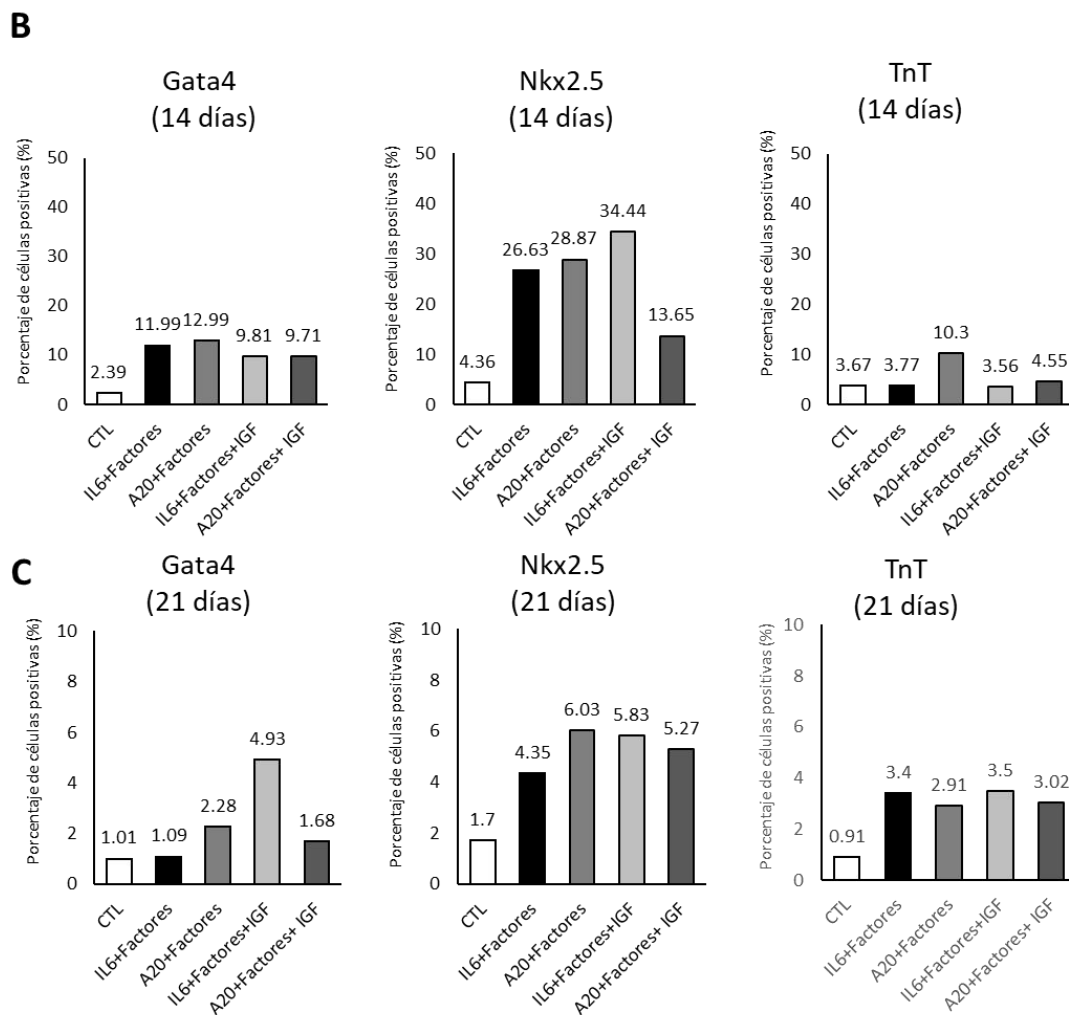 B
Gata4
(14 días)
Porcentaje de células positivas (%)
50
40
30
20
10
0
2.39
11.99
12.99
9.81
9.71
CTL
IL6+Factores
A20+Factores
IL6+Factores+IGF
A20+Factores+ IGF
Nkx2.5
(14 días)
Porcentaje de células positivas (%)
50
40
30
20
10
0
4.36
26.63
28.87
34.44
13.65
CTL
IL6+Factores
A20+Factores
IL6+Factores+IGF
A20+Factores+ IGF
TnT
(14 días)
Porcentaje de células positivas (%)
50
40
30
20
10
0
3.67
3.77
10.3
3.56
4.55
CTL
IL6+Factores
A20+Factores
IL6+Factores+IGF
A20+Factores+ IGF
C
Gata4
(21 días)
Porcentaje de células positivas (%)
10
8
6
4
2
0
1.01
1.09
2.28
4.93
1.68
CTL
IL6+Factores
A20+Factores
IL6+Factores+IGF
A20+Factores+ IGF
Nkx2.5
(21 días)
Porcentaje de células positivas (%)
10
8
6
4
2
0
1.7
4.35
6.03
5.83
5.27
CTL
IL6+Factores
A20+Factores
IL6+Factores+IGF
A20+Factores+ IGF
TnT
(21 días)
Porcentaje de células positivas (%)
10
8
6
4
2
0
0.91
3.4
2.91
3.5
3.02
CTL
IL6+Factores
A20+Factores
IL6+Factores+IGF
A20+Factores+ IGF